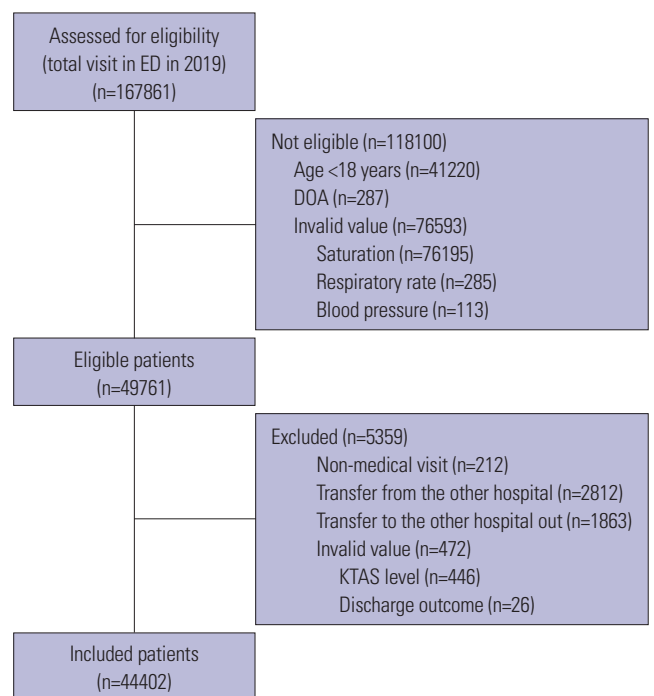 Assessed for eligibility
(total visit in ED in 2019)
(n=167861)
Not eligible (n=118100)
Age <18 years (n=41220)
DOA (n=287)
Invalid value (n=76593)
Saturation (n=76195)
Respiratory rate (n=285)
Blood pressure (n=113)
Eligible patients
(n=49761)
Excluded (n=5359)
Non-medical visit (n=212)
Transfer from the other hospital (n=2812)
Transfer to the other hospital out (n=1863)
Invalid value (n=472)
KTAS level (n=446)
Discharge outcome (n=26)
Included patients
(n=44402)